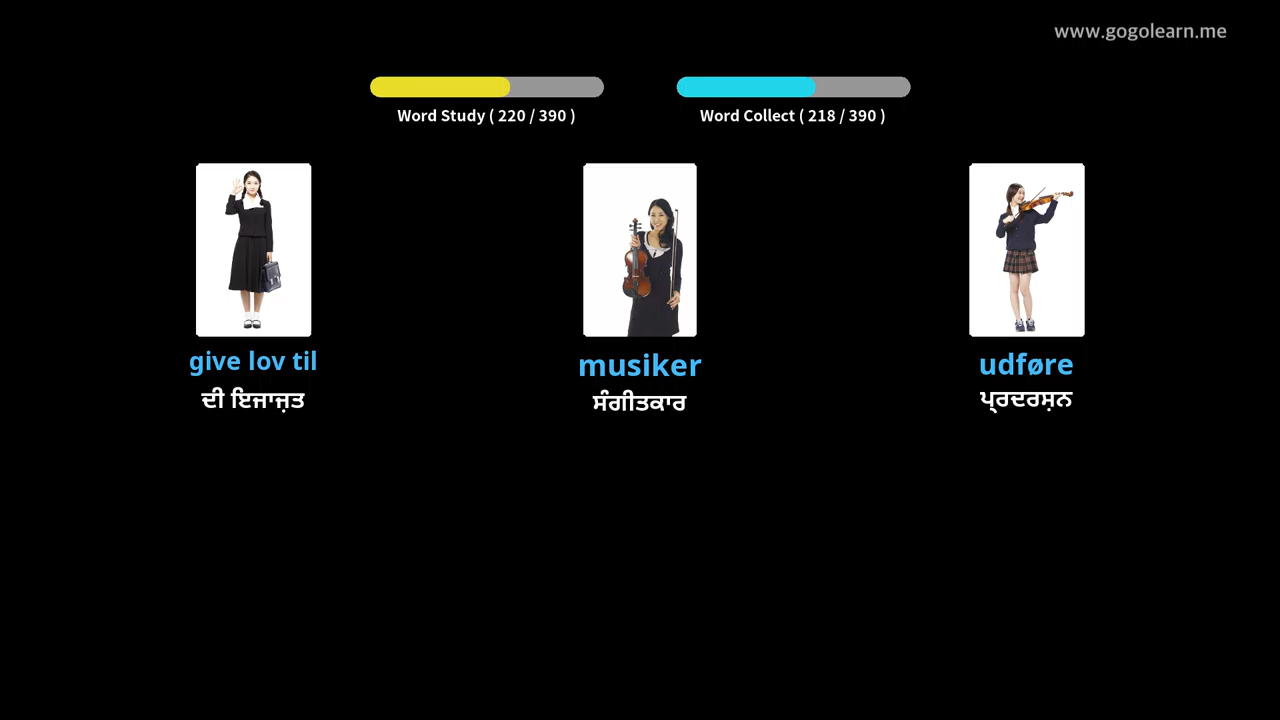 www.gogolearn.me
Word Study ( 220 / 390 )
Word Collect ( 218 / 390 )
give lov til
musiker
udføre
ਦੀ ਇਜਾਜ਼ਤ
ਸੰਗੀਤਕਾਰ
ਪ੍ਰਦਰਸ਼ਨ